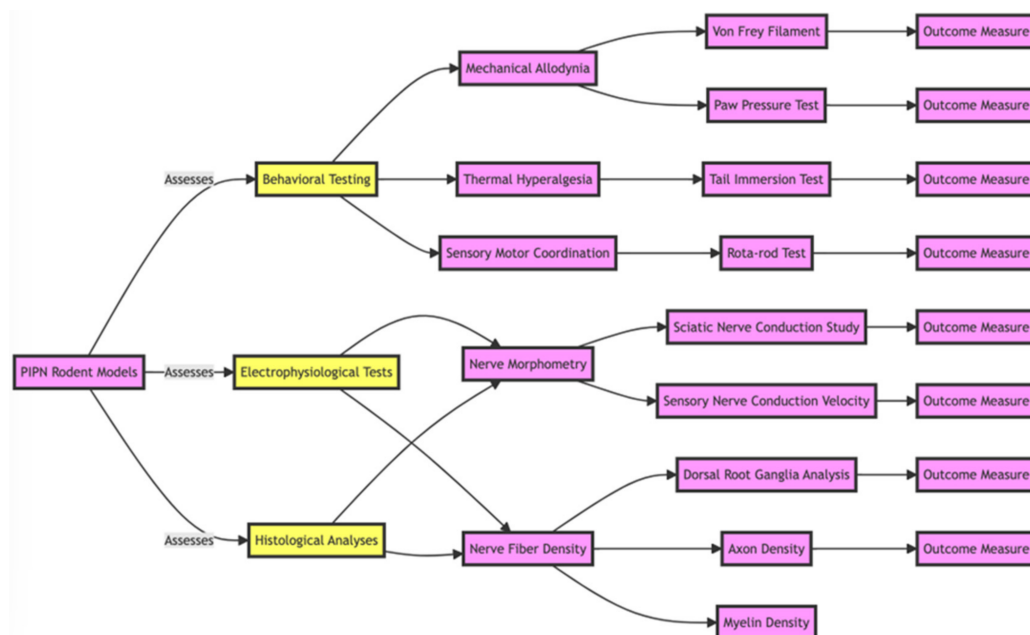 Von Frey Filament
Outcome Measure
Mechanical Allodynia
Paw Pressure Test
Outcome Measure
Assesses
Behavioral Testing
Thermal Hyperalgesia
Tail Immersion Test
Outcome Measure
Sensory Motor Coordination
Rota-rod Test
Outcome Measure
Sciatic Nerve Conduction Study
Outcome Measure
PIPN Rodent Models
Assesses
Electrophysiological Tests
Nerve Morphometry
Sensory Nerve Conduction Velocity
Outcome Measure
Dorsal Root Ganglia Analysis
Outcome Measure
Assesses
Histological Analyses
Nerve Fiber Density
Axon Density
Outcome Measure
Myelin Density